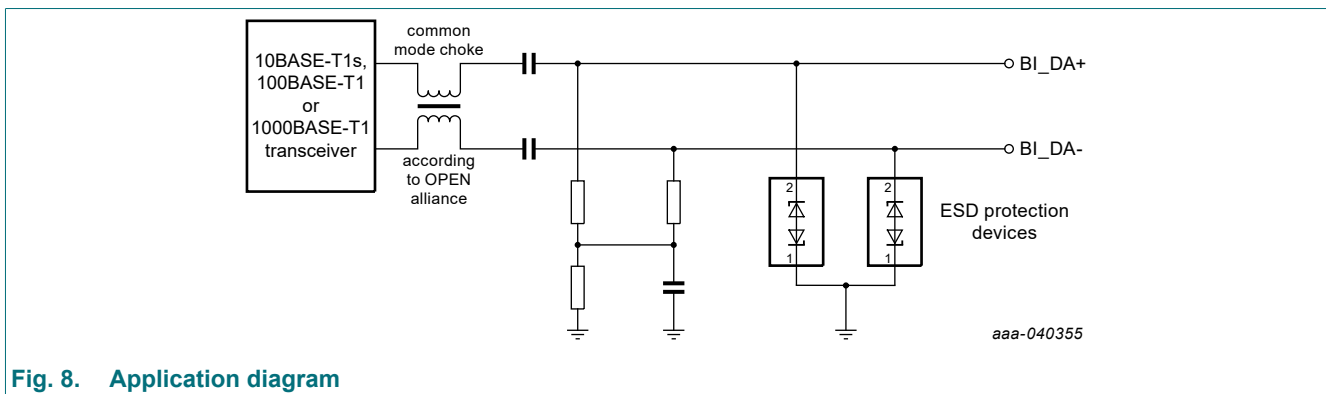 common
mode choke
10BASE-T1s,
100BASE-T1
or
1000BASE-T1
transceiver
according
to OPEN
alliance
BI_DA+
BI_DA-
2
1
2
1
ESD protection
devices
aaa-040355
Fig. 8. Application diagram